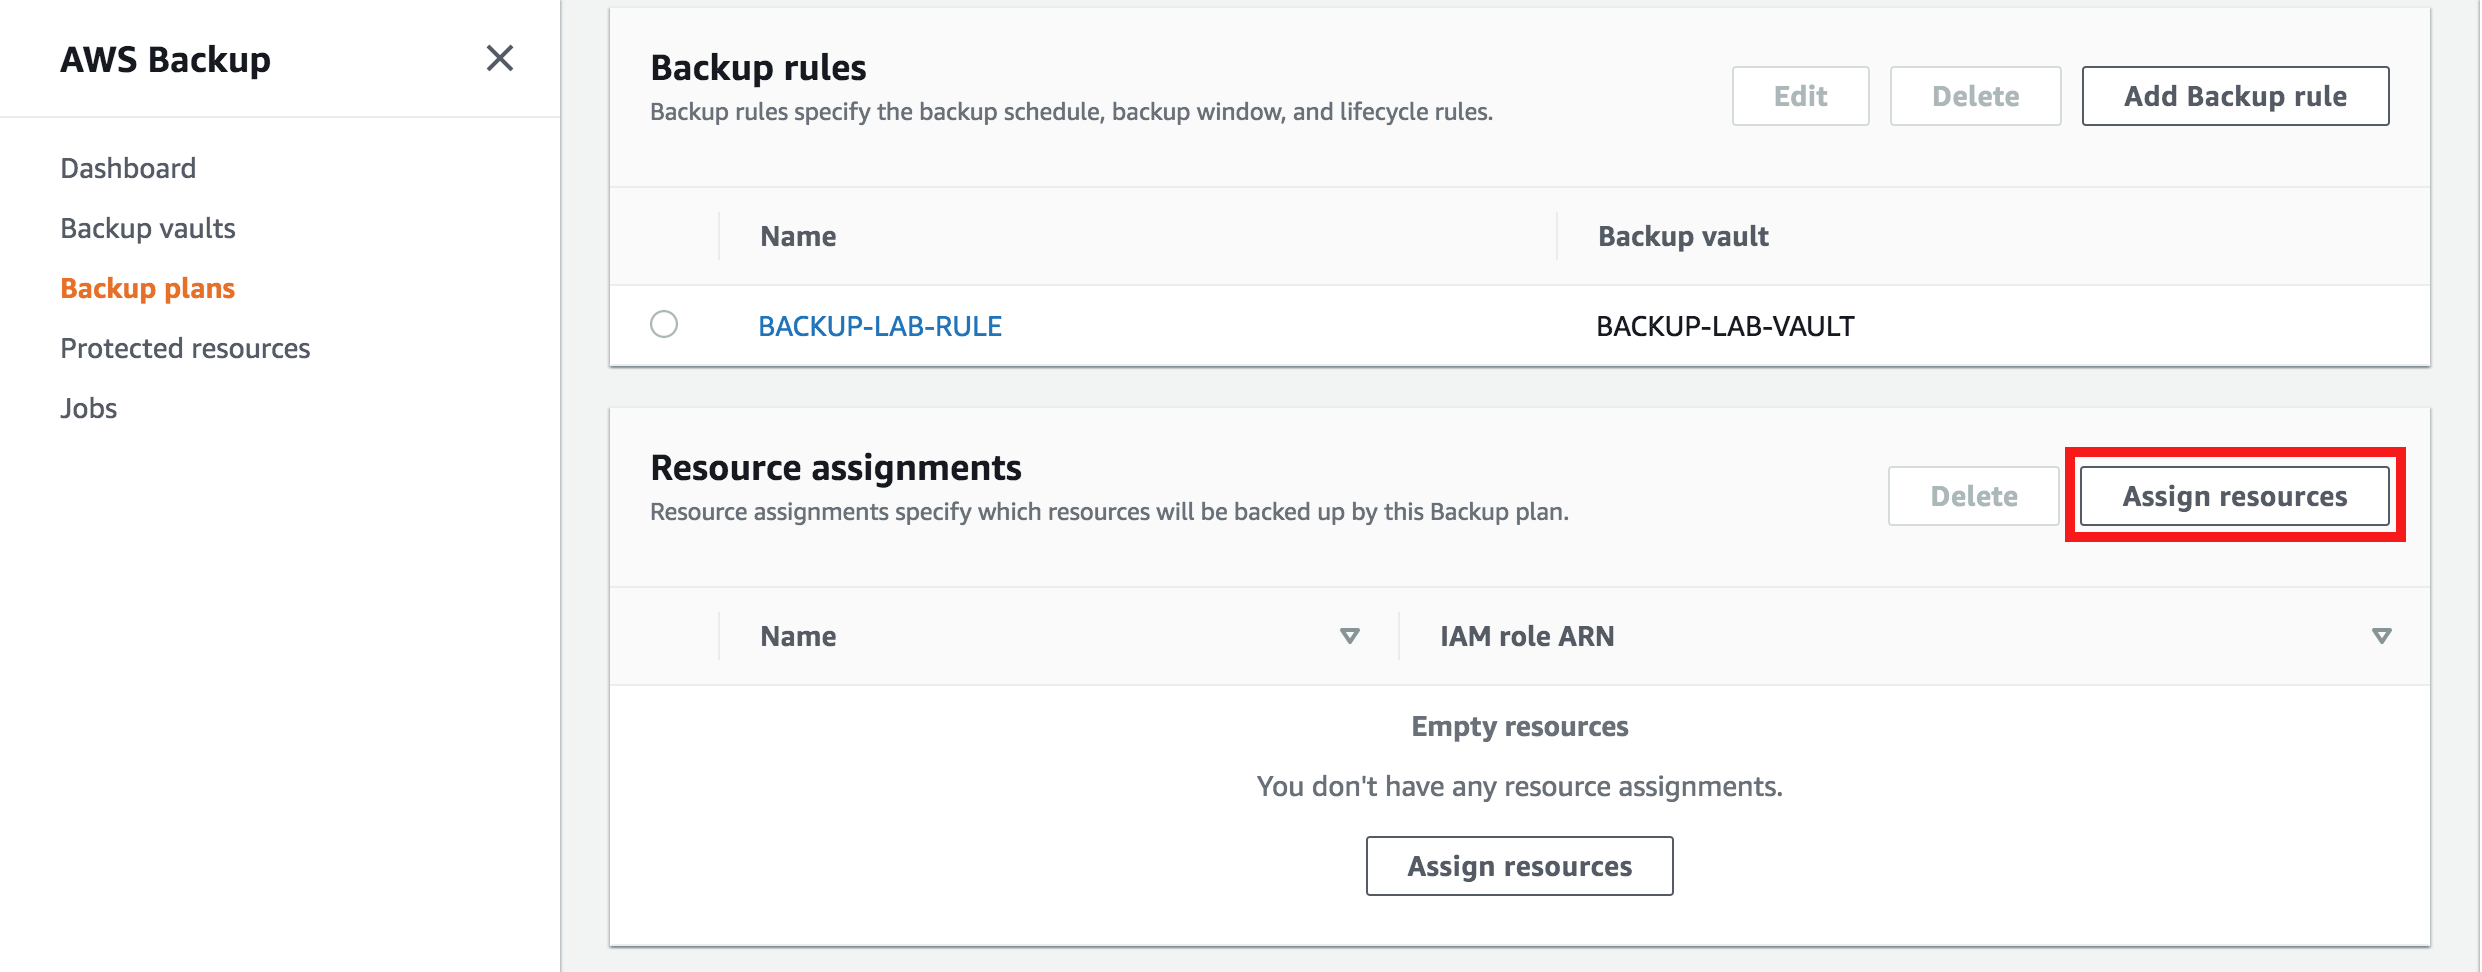 AWS Backup
Dashboard
Backup vaults
Backup plans
Protected resources
Jobs
Backup rules
Backup rules specify the backup schedule, backup window, and lifecycle rules.
Edit
Delete
Add Backup rule
Name
Backup vault
BACKUP-LAB-RULE
BACKUP-LAB-VAULT
Resource assignments
Resource assignments specify which resources will be backed up by this Backup plan.
Delete
Assign resources
Name
IAM role ARN
Empty resources
You don't have any resource assignments.
Assign resources